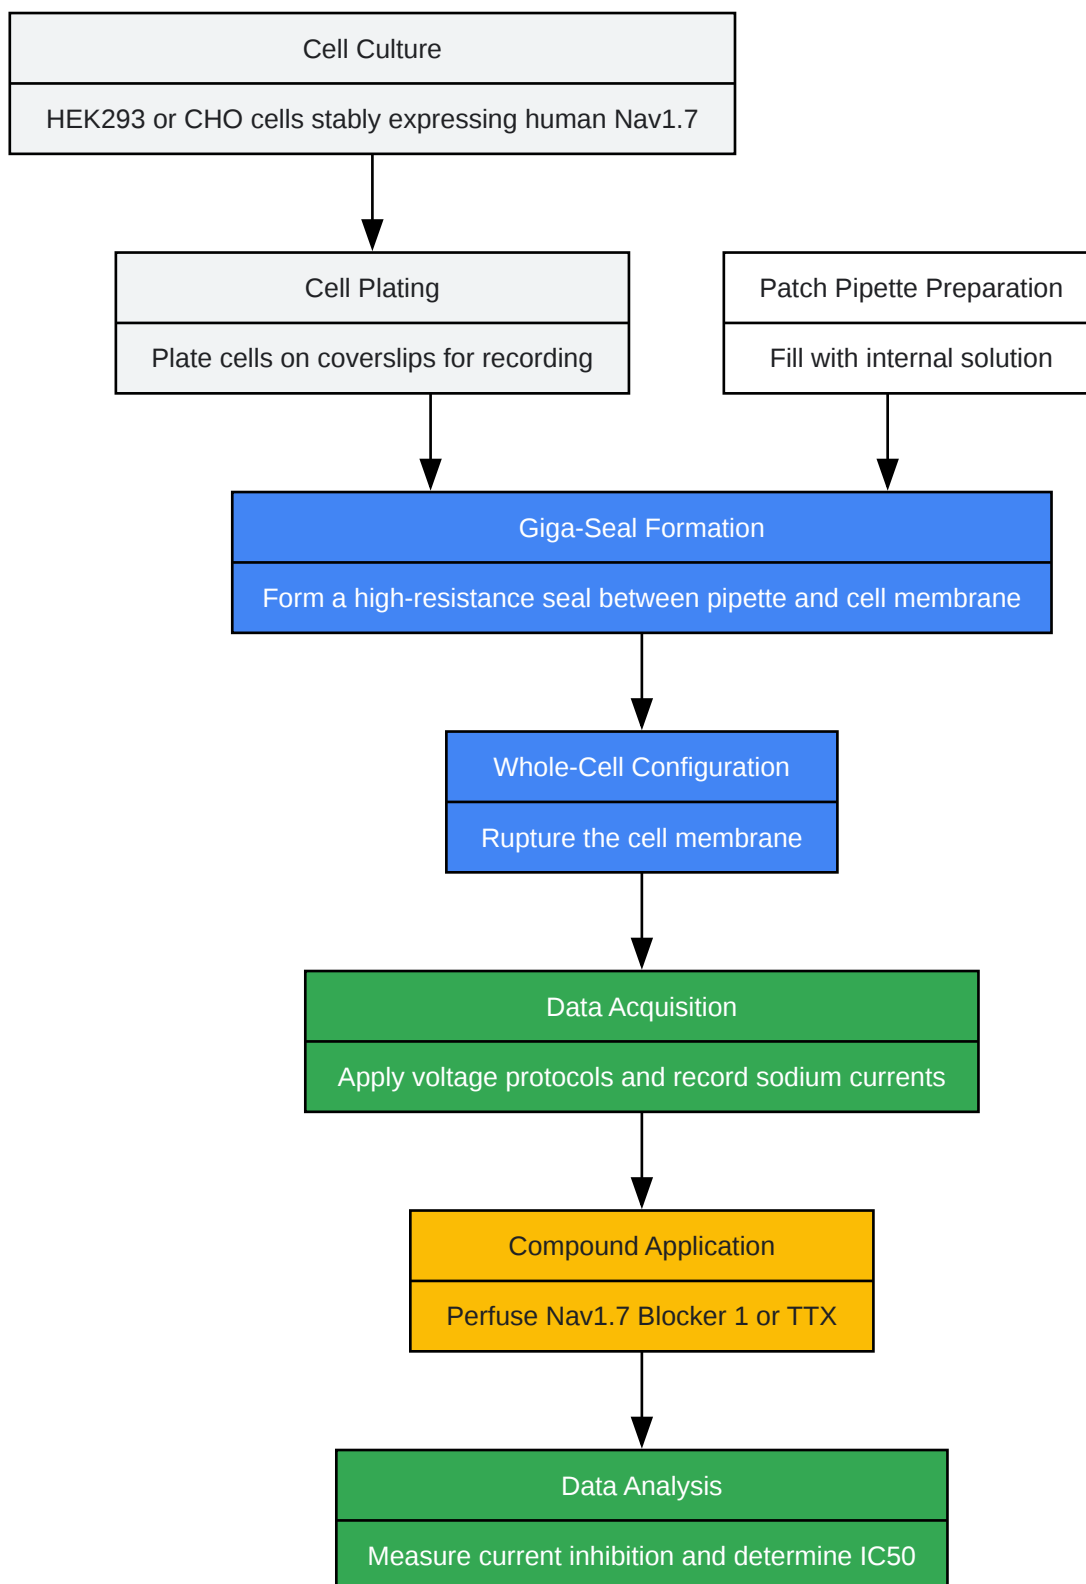 Cell Culture
HEK293 or CHO cells stably expressing human Nav1.7
Cell Plating
Plate cells on coverslips for recording
Patch Pipette Preparation
Fill with internal solution
Giga-Seal Formation
Form a high-resistance seal between pipette and cell membrane
Whole-Cell Configuration
Rupture the cell membrane
Data Acquisition
Apply voltage protocols and record sodium currents
Compound Application
Perfuse Nav1.7 Blocker 1 or TTX
Data Analysis
Measure current inhibition and determine IC50